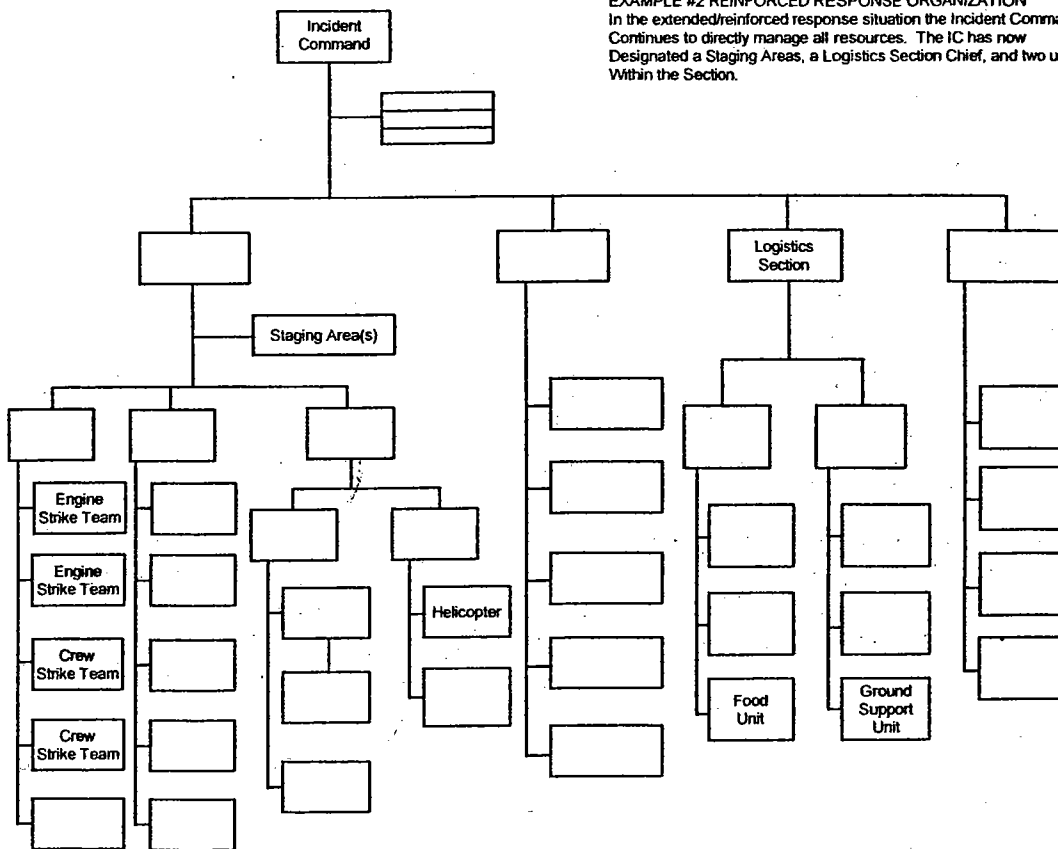 EXAMPLE #2 REINFORCED RESPONSE ORGANIZATION
In the extended/reinforced response situation the Incident Comma
Continues to directly manage all resources. The IC has now
Designated a Staging Areas, a Logistics Section Chief, and two u
Within the Section.
Incident
Command
Logistics
Section
Staging Area(s)
Engine
Strike Team
Engine
Strike Team
Helicopter
Crew
Strike Team
Food
Unit
Ground
Support
Unit
Crew
Strike Team